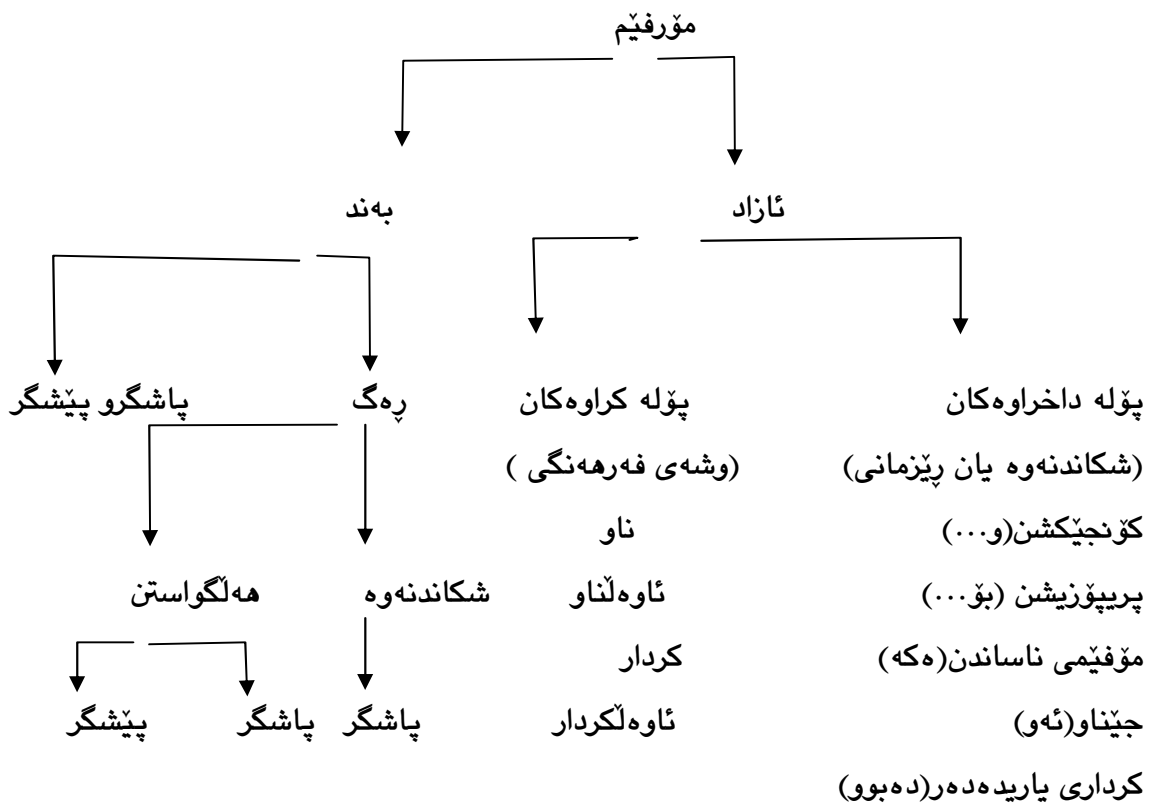 مۆرفێم
ئازاد بەند
پۆلە داخراوەکان پۆلە کراوەکان ڕەگ پاشگرو پێشگر
(شکاندنەوە یان ڕێزمانی) (وشەی فەرهەنگی )
کۆنجێکشن(و...) ناو
پریپۆزیشن (بۆ...) ئاوەڵناو شکاندنەوە هەڵگواستن
مۆفێمی ناساندن(ەکە) کردار
جێناو(ئەو) ئاوەڵکردار پاشگر پاشگر پێشگر
کرداری یاریدەدەر(دەبوو)